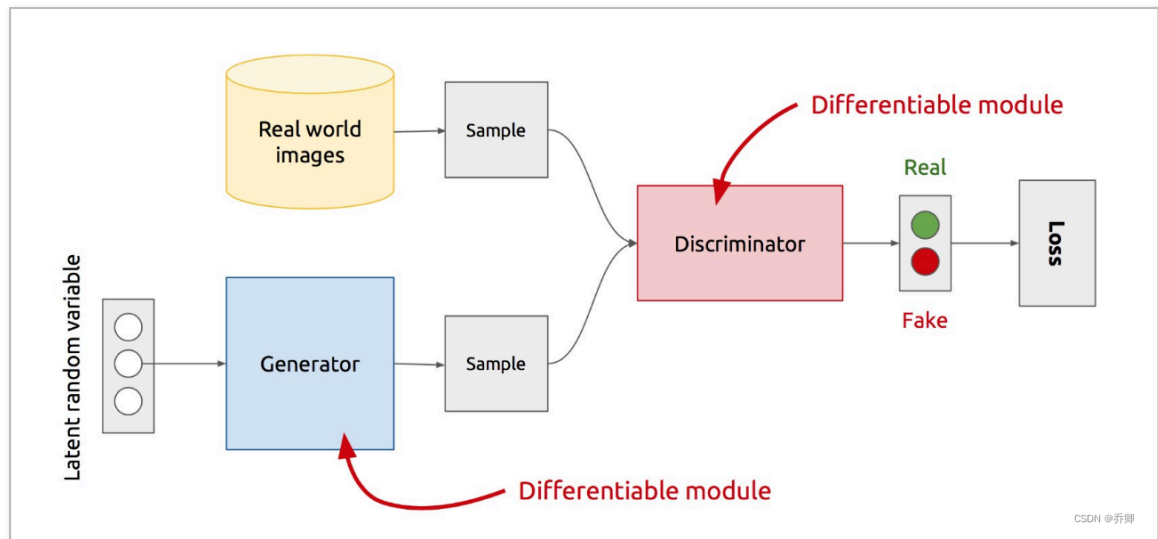 Real world
images
Sample
Differentiable module
Real
Discriminator
Loss
Fake
Latent random variable
Generator
Sample
Differentiable module
CSDN @乔卿